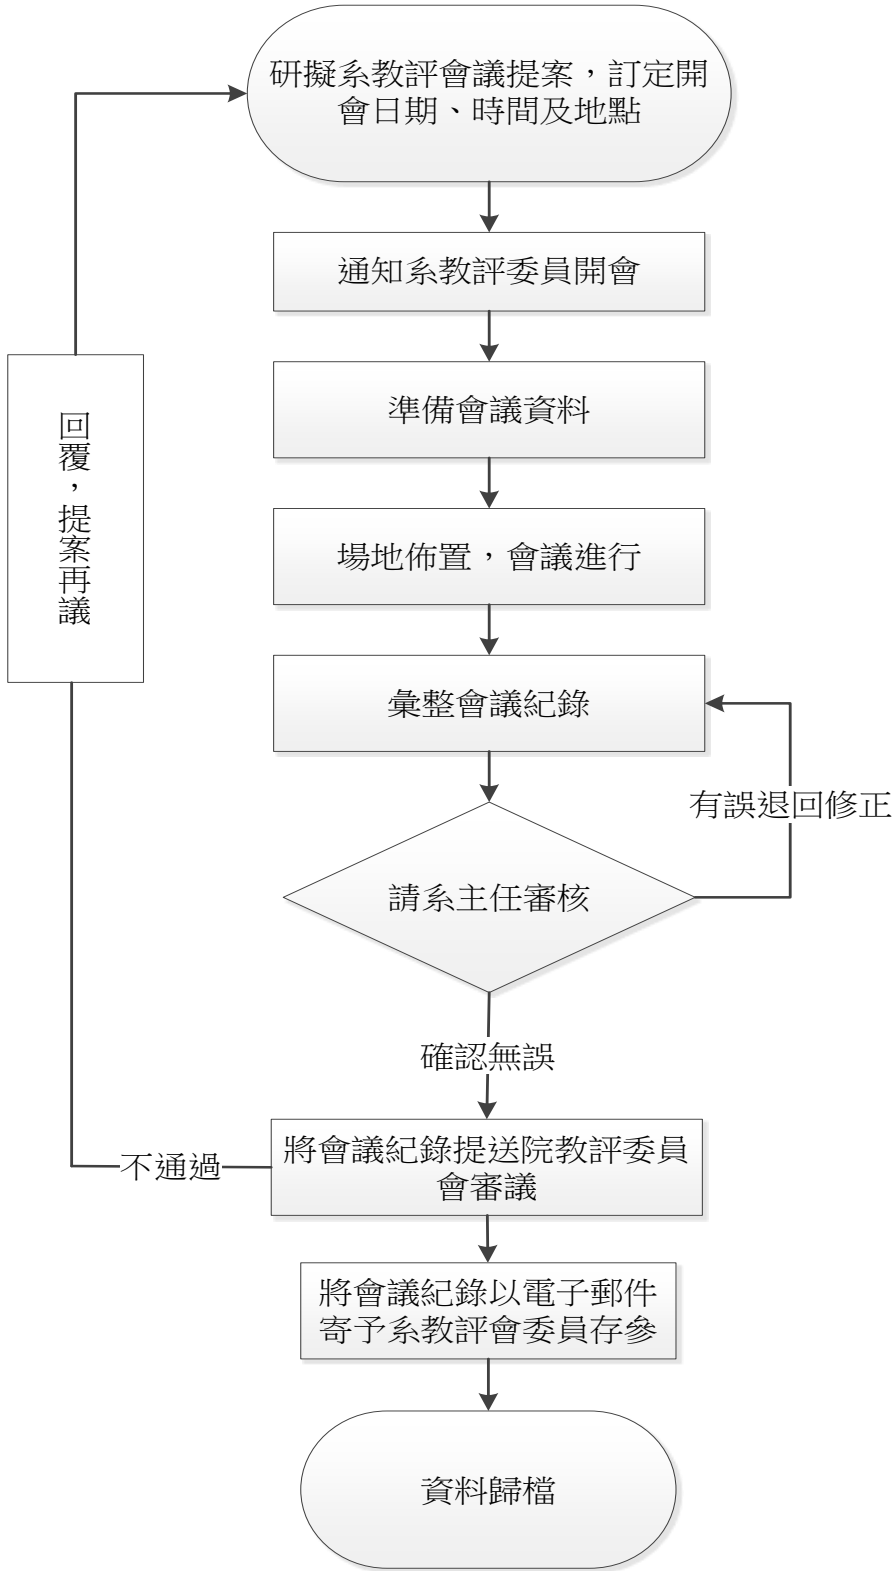 研擬系教評會議提案，訂定開
會日期、時間及地點
通知系教評委員開會
準備會議資料
回覆，提案再議
場地佈置，會議進行
彙整會議紀錄
有誤退回修正
請系主任審核
確認無誤
將會議紀錄提送院教評委員
會審議
不通過
將會議紀錄以電子郵件
寄予系教評會委員存參
資料歸檔